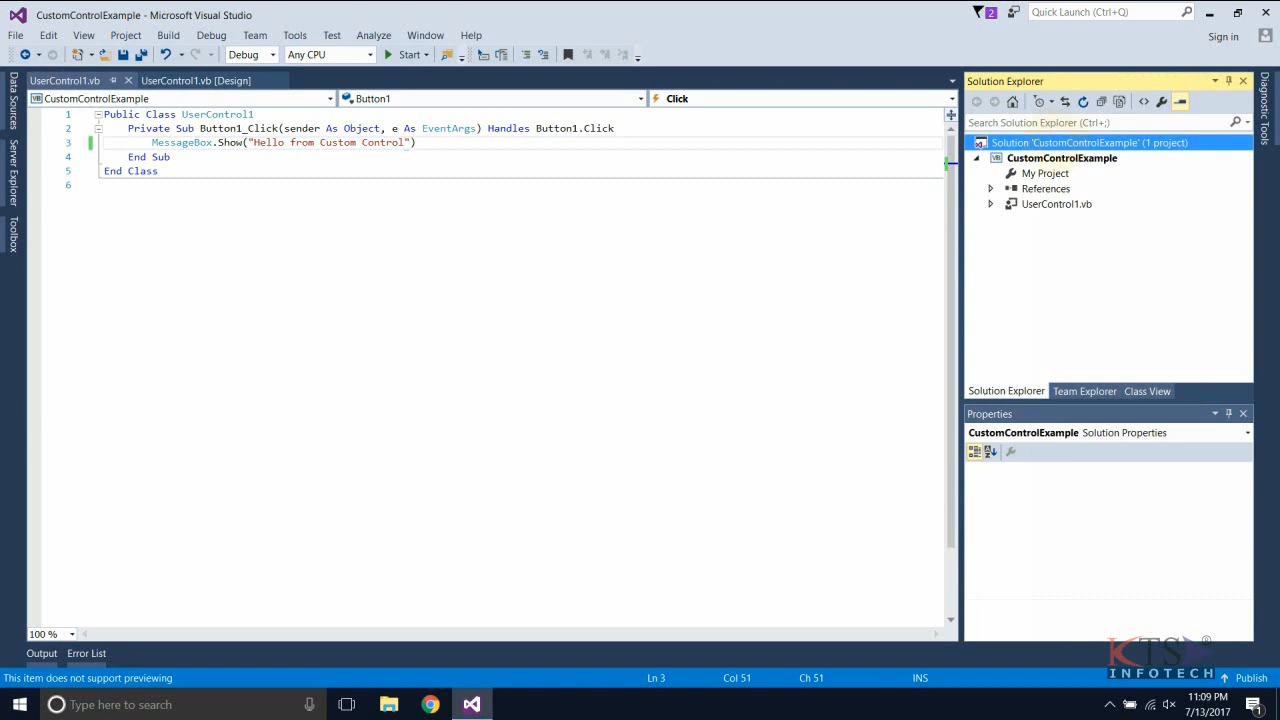 CustomControlExample - Microsoft Visual Studio
2
Quick Launch (Ctrl+Q)
File Edit View Project Build Debug Team Tools Test Analyze Window Help
Sign in
Debug Any CPU Start
Data Sources
Server Explorer
Toolbox
UserControl1.vb UserControl1.vb [Design]
CustomControlExample Button1 Click
1 Public Class UserControl1
2 Private Sub Button1_Click(sender As Object, e As EventArgs) Handles Button1.Click
3 MessageBox.Show("Hello from Custom Control")
4 End Sub
5 End Class
6
100 %
Solution Explorer
Search Solution Explorer (Ctrl+;)
Solution 'CustomControlExample' (1 project)
VB CustomControlExample
My Project
References
UserControl1.vb
Solution Explorer Team Explorer Class View
Properties
CustomControlExample Solution Properties
Diagnostic Tools
Output Error List
KTS ®
INFOTECH
This item does not support previewing Ln 3 Col 51 Ch 51 INS Publish
Type here to search
11:09 PM
7/13/2017
1